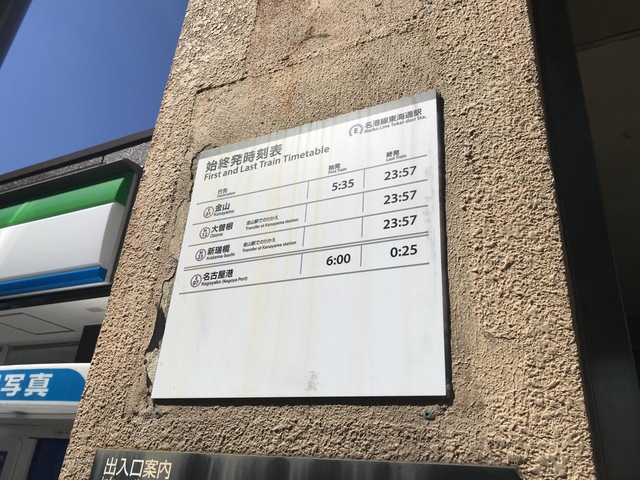 名港線東海通駅
Meiko Line Tokai-dori Sta.
始終発時刻表
First and Last Train Timetable
行先 始発 終発
Destination First Train Last Train
金山 5:35 23:57
Kanayama
大曽根 金山駅でのりかえ 23:57
Ozone Transfer at Kanayama station
新瑞橋 金山駅でのりかえ 23:57
Aratama-bashi Transfer at Kanayama station
名古屋港 6:00 0:25
Nagoyako (Nagoya Port)
写真
出入口案内